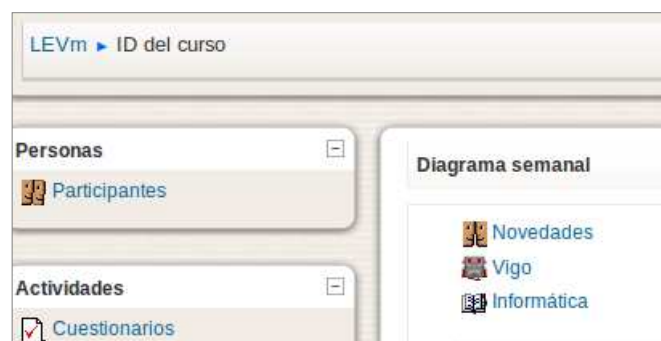 LEVm ► ID del curso
Personas
Participantes
Actividades
Cuestionarios
Diagrama semanal
Novedades
Vigo
Informática